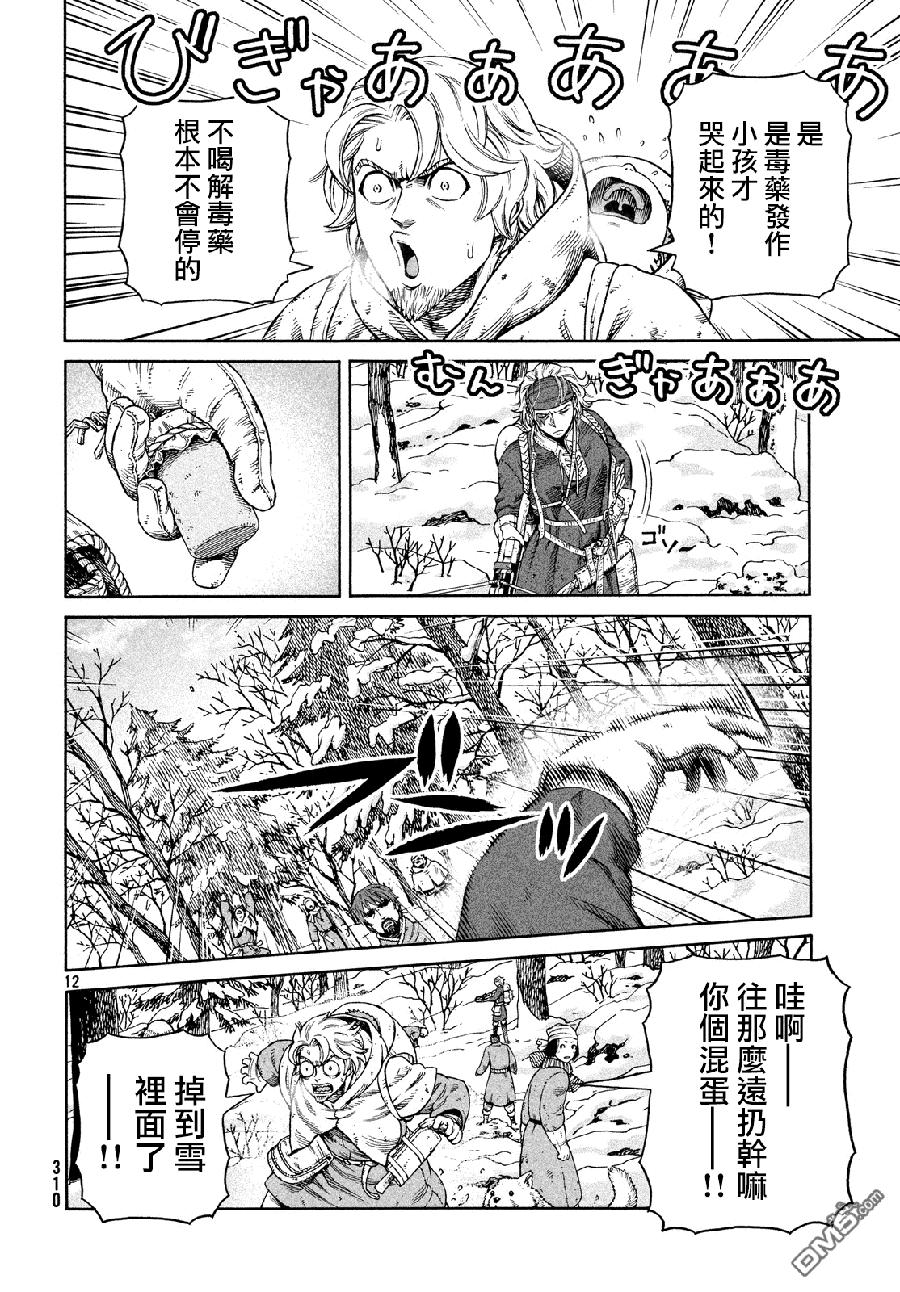 びぎゃあぁあぁあぁ
是
是毒藥發作
小孩才
哭起來的！
不喝解毒藥
根本不會停的
むんぎゃあぁあ
ゴソ
ブン
哇啊——
往那麼遠扔幹嘛
你個混蛋——!!
掉到雪
裡面了
——!!
12
310
DMS